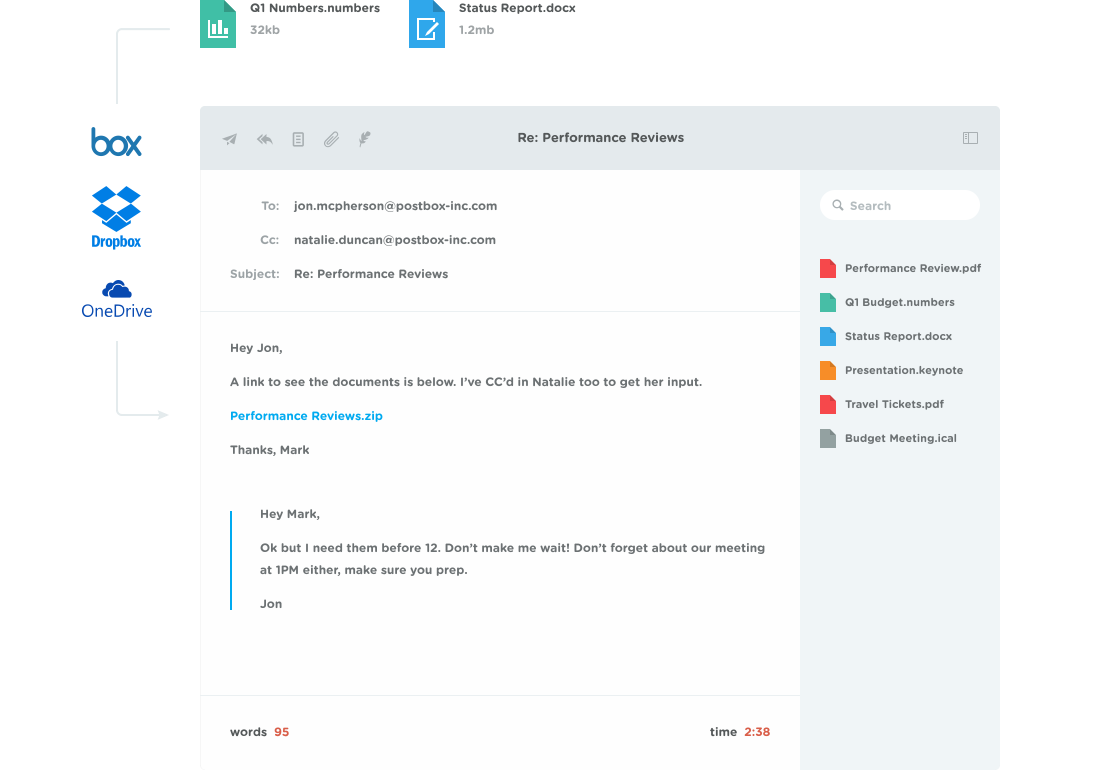 Q1 Numbers.numbers
32kb
Status Report.docx
1.2mb
box
Dropbox
OneDrive
Re: Performance Reviews
To: jon.mcpherson@postbox-inc.com
Cc: natalie.duncan@postbox-inc.com
Subject: Re: Performance Reviews
Hey Jon,
A link to see the documents is below. I’ve CC’d in Natalie too to get her input.
Performance Reviews.zip
Thanks, Mark
Hey Mark,
Ok but I need them before 12. Don’t make me wait! Don’t forget about our meeting
at 1PM either, make sure you prep.
Jon
words 95
time 2:38
Search
Performance Review.pdf
Q1 Budget.numbers
Status Report.docx
Presentation.keynote
Travel Tickets.pdf
Budget Meeting.ical